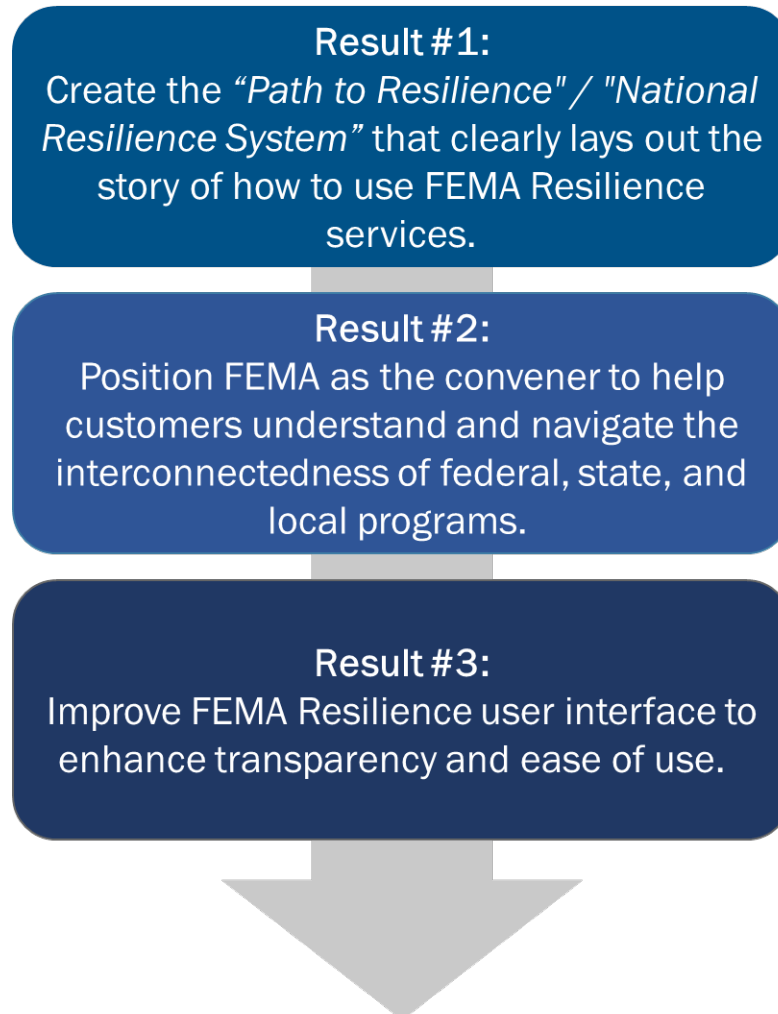 Result #1:
Create the “Path to Resilience" / "National
Resilience System” that clearly lays out the
story of how to use FEMA Resilience
services.
Result #2:
Position FEMA as the convener to help
customers understand and navigate the
interconnectedness of federal, state, and
local programs.
Result #3:
Improve FEMA Resilience user interface to
enhance transparency and ease of use.